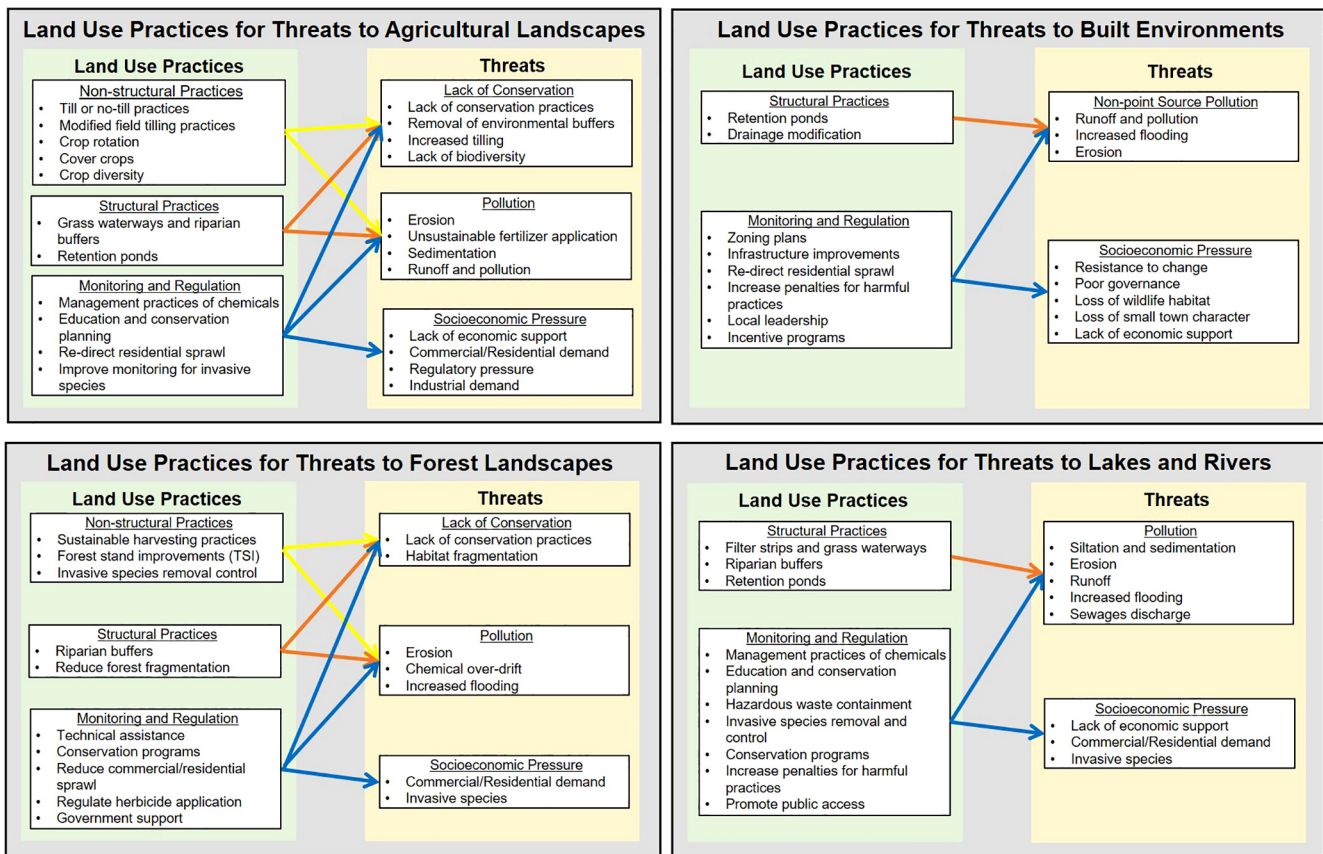 Land Use Practices for Threats to Agricultural Landscapes
Land Use Practices
Non-structural Practices
• Till or no-till practices
• Modified field tilling practices
• Crop rotation
• Cover crops
• Crop diversity
Structural Practices
• Grass waterways and riparian
buffers
• Retention ponds
Monitoring and Regulation
• Management practices of chemicals
• Education and conservation
planning
• Re-direct residential sprawl
• Improve monitoring for invasive
species
Threats
Lack of Conservation
• Lack of conservation practices
• Removal of environmental buffers
• Increased tilling
• Lack of biodiversity
Pollution
• Erosion
• Unsustainable fertilizer application
• Sedimentation
• Runoff and pollution
Socioeconomic Pressure
• Lack of economic support
• Commercial/Residential demand
• Regulatory pressure
• Industrial demand
Land Use Practices for Threats to Built Environments
Land Use Practices
Structural Practices
• Retention ponds
• Drainage modification
Monitoring and Regulation
• Zoning plans
• Infrastructure improvements
• Re-direct residential sprawl
• Increase penalties for harmful
practices
• Local leadership
• Incentive programs
Threats
Non-point Source Pollution
• Runoff and pollution
• Increased flooding
• Erosion
Socioeconomic Pressure
• Resistance to change
• Poor governance
• Loss of wildlife habitat
• Loss of small town character
• Lack of economic support
Land Use Practices for Threats to Forest Landscapes
Land Use Practices
Non-structural Practices
• Sustainable harvesting practices
• Forest stand improvements (TSI)
• Invasive species removal control
Structural Practices
• Riparian buffers
• Reduce forest fragmentation
Monitoring and Regulation
• Technical assistance
• Conservation programs
• Reduce commercial/residential
sprawl
• Regulate herbicide application
• Government support
Threats
Lack of Conservation
• Lack of conservation practices
• Habitat fragmentation
Pollution
• Erosion
• Chemical over-drift
• Increased flooding
Socioeconomic Pressure
• Commercial/Residential demand
• Invasive species
Land Use Practices for Threats to Lakes and Rivers
Land Use Practices
Structural Practices
• Filter strips and grass waterways
• Riparian buffers
• Retention ponds
Monitoring and Regulation
• Management practices of chemicals
• Education and conservation
planning
• Hazardous waste containment
• Invasive species removal and
control
• Conservation programs
• Increase penalties for harmful
practices
• Promote public access
Threats
Pollution
• Siltation and sedimentation
• Erosion
• Runoff
• Increased flooding
• Sewages discharge
Socioeconomic Pressure
• Lack of economic support
• Commercial/Residential demand
• Invasive species